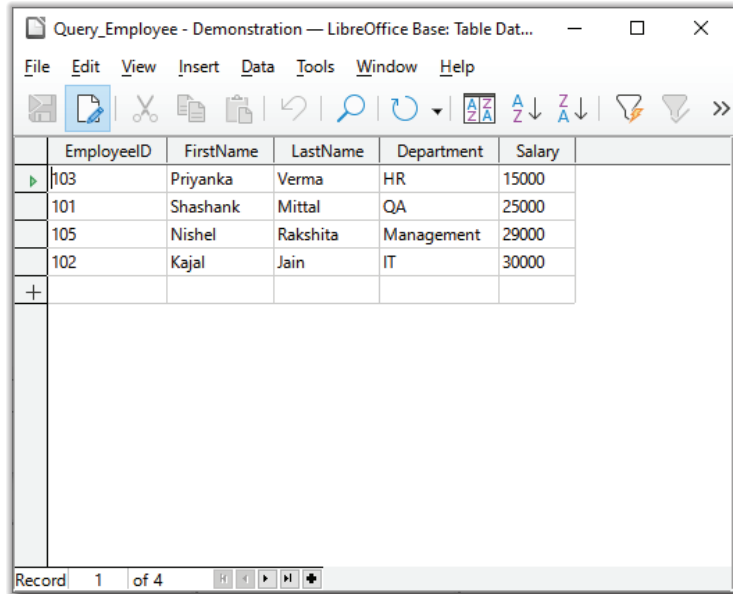 Query_Employee - Demonstration — LibreOffice Base: Table Dat...
File Edit View Insert Data Tools Window Help
EmployeeID FirstName LastName Department Salary
103 Priyanka Verma HR 15000
101 Shashank Mittal QA 25000
105 Nishel Rakshita Management 29000
102 Kajal Jain IT 30000
Record 1 of 4